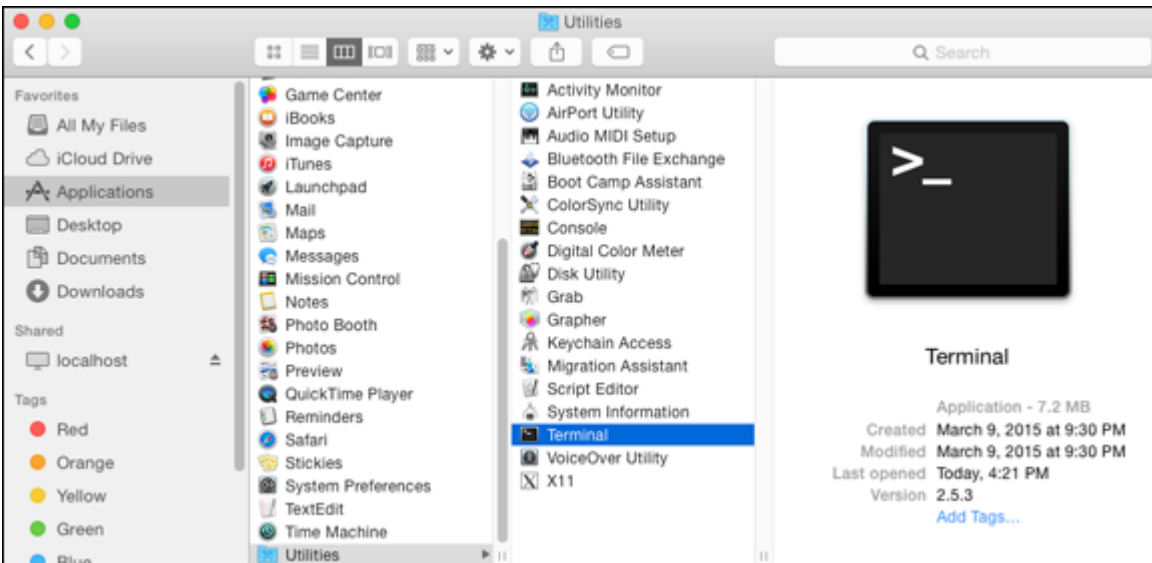 Utilities
Search
Favorites
All My Files
iCloud Drive
Applications
Desktop
Documents
Downloads
Shared
localhost
Tags
Red
Orange
Yellow
Green
Blue
Game Center
iBooks
Image Capture
iTunes
Launchpad
Mail
Maps
Messages
Mission Control
Notes
Photo Booth
Photos
Preview
QuickTime Player
Reminders
Safari
Stickies
System Preferences
TextEdit
Time Machine
Utilities
Activity Monitor
AirPort Utility
Audio MIDI Setup
Bluetooth File Exchange
Boot Camp Assistant
ColorSync Utility
Console
Digital Color Meter
Disk Utility
Grab
Grapher
Keychain Access
Migration Assistant
Script Editor
System Information
Terminal
VoiceOver Utility
X11
>_
Terminal
Application - 7.2 MB
Created March 9, 2015 at 9:30 PM
Modified March 9, 2015 at 9:30 PM
Last opened Today, 4:21 PM
Version 2.5.3
Add Tags...